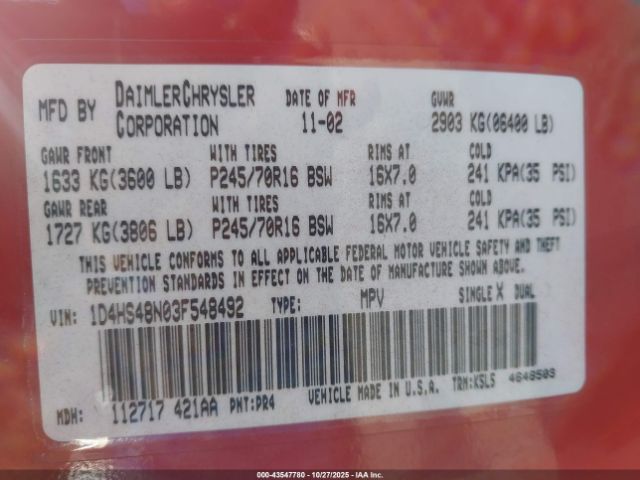 MFD BY DAIMLERCHRYSLER CORPORATION DATE OF MFR 11-02 GVWR 2903 KG(06400 LB)
GAWR FRONT WITH TIRES RIMS AT COLD
1633 KG(3600 LB) P245/70R16 BSW 16X7.0 241 KPA(35 PSI)
GAWR REAR WITH TIRES RIMS AT COLD
1727 KG(3806 LB) P245/70R16 BSW 16X7.0 241 KPA(35 PSI)
THIS VEHICLE CONFORMS TO ALL APPLICABLE FEDERAL MOTOR VEHICLE SAFETY AND THEFT
PREVENTION STANDARDS IN EFFECT ON THE DATE OF MANUFACTURE SHOWN ABOVE.
VIN: 1D4HS48N03F548492 TYPE: MPV SINGLE X DUAL
MDH: 112717 421AA PNT:PR4 VEHICLE MADE IN U.S.A. TRM:KSL5 4648503
000-43547780 - 10/27/2025 - IAA Inc.